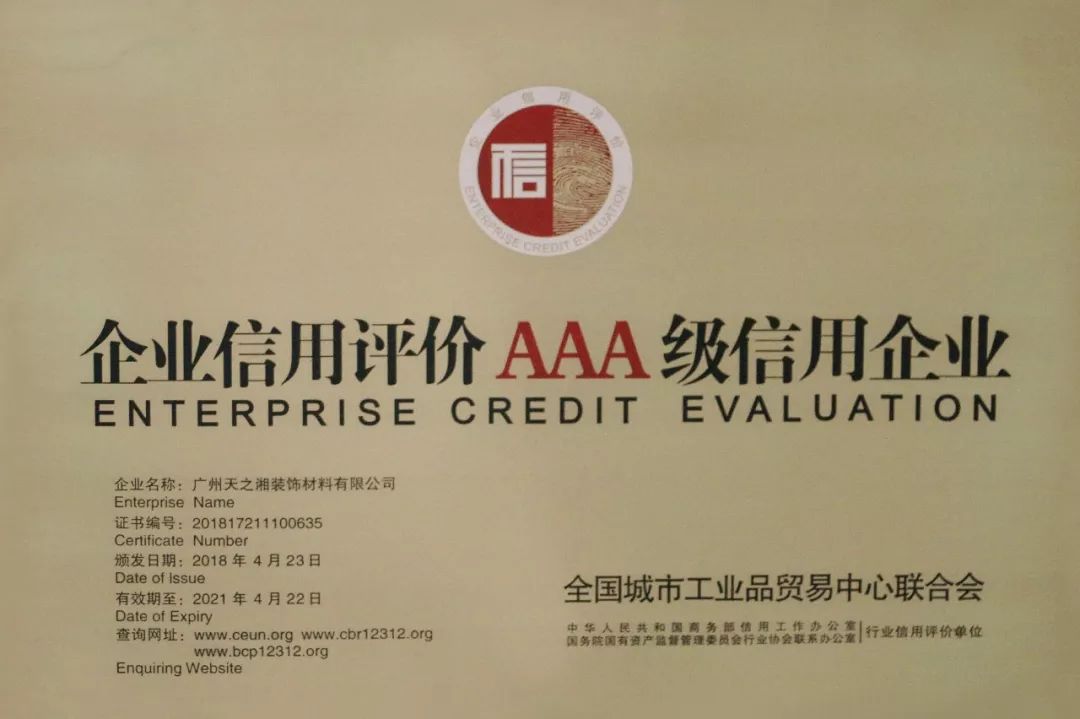 企业信用评价
信
ENTERPRISE CREDIT EVALUATION
企业信用评价AAA级信用企业
ENTERPRISE CREDIT EVALUATION
企业名称：广州天之湘装饰材料有限公司
Enterprise Name
证书编号：201817211100635
Certificate Number
颁发日期：2018 年 4 月 23 日
Date of Issue
有效期至：2021 年 4 月 22 日
Date of Expiry
查询网址：www.ceun.org www.cbr12312.org
www.bcp12312.org
Enquiring Website
全国城市工业品贸易中心联合会
中华人民共和国商务部信用工作办公室
国务院国有资产监督管理委员会行业协会联系办公室
行业信用评价单位